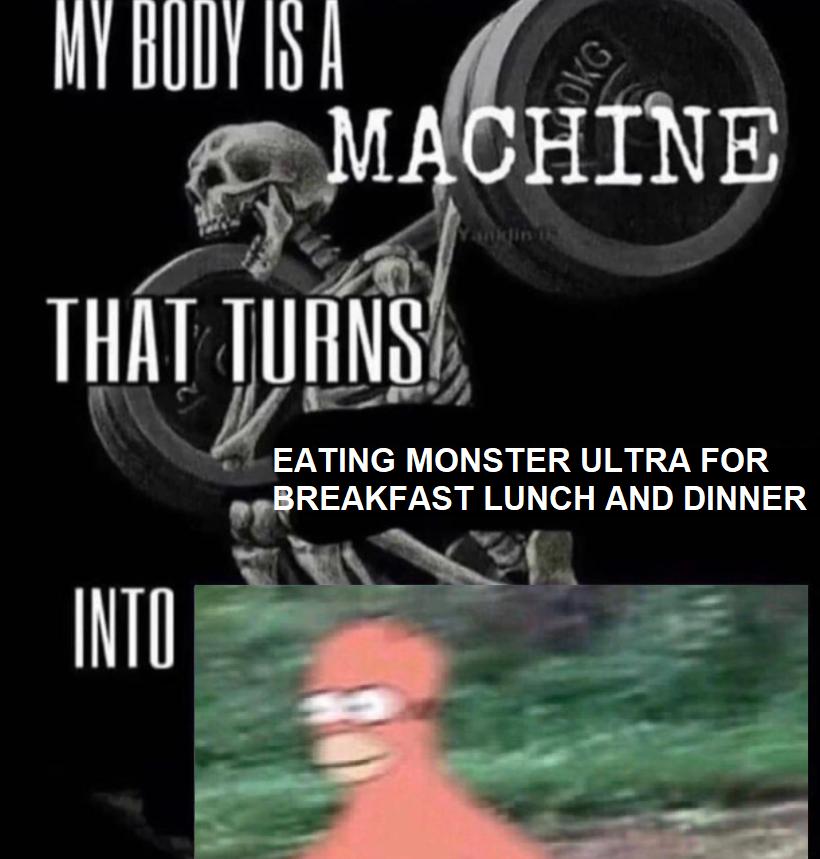 MY BODY IS A
MACHINE
THAT TURNS
EATING MONSTER ULTRA FOR
BREAKFAST LUNCH AND DINNER
INTO